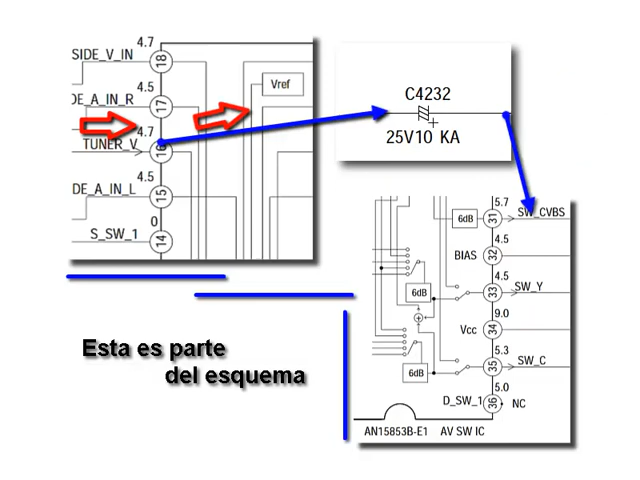 4.7
SIDE_V_IN
18
4.5
DE_A_IN_R
17
Vref
4.7
TUNER_V
16
4.5
DE_A_IN_L
15
0
S_SW_1
14
C4232
25V10 KA
5.7
6dB
31
SW_CVBS
4.5
BIAS
32
4.5
6dB
33
SW_Y
9.0
Vcc
34
5.3
6dB
35
SW_C
5.0
D_SW_1
36
NC
AN15853B-E1
AV SW IC
Esta es parte
del esquema